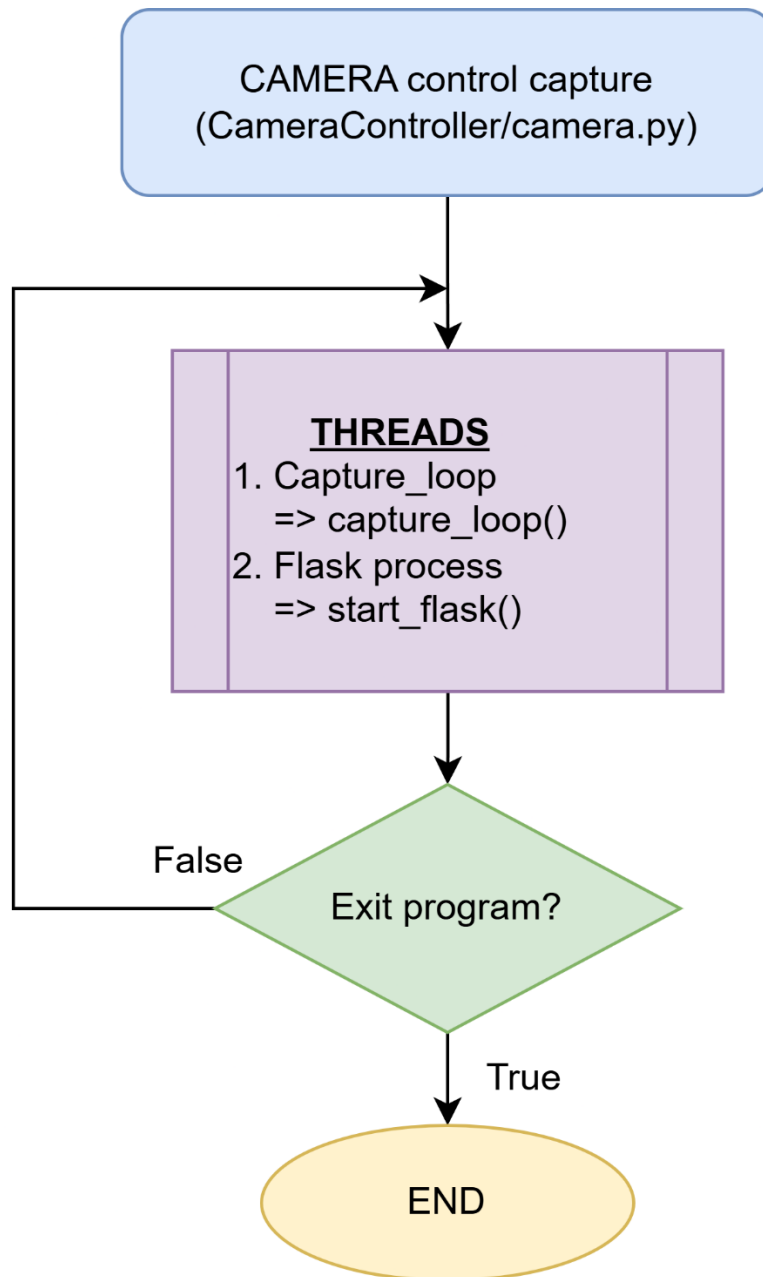 CAMERA control capture
(CameraController/camera.py)
THREADS
1. Capture_loop
=> capture_loop()
2. Flask process
=> start_flask()
False
Exit program?
True
END